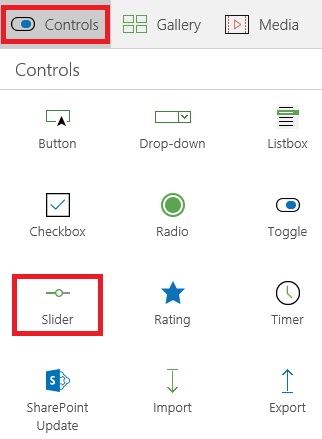 Controls Gallery Media
Controls
Button Drop-down Listbox
Checkbox Radio Toggle
Slider Rating Timer
SharePoint Import Export
Update